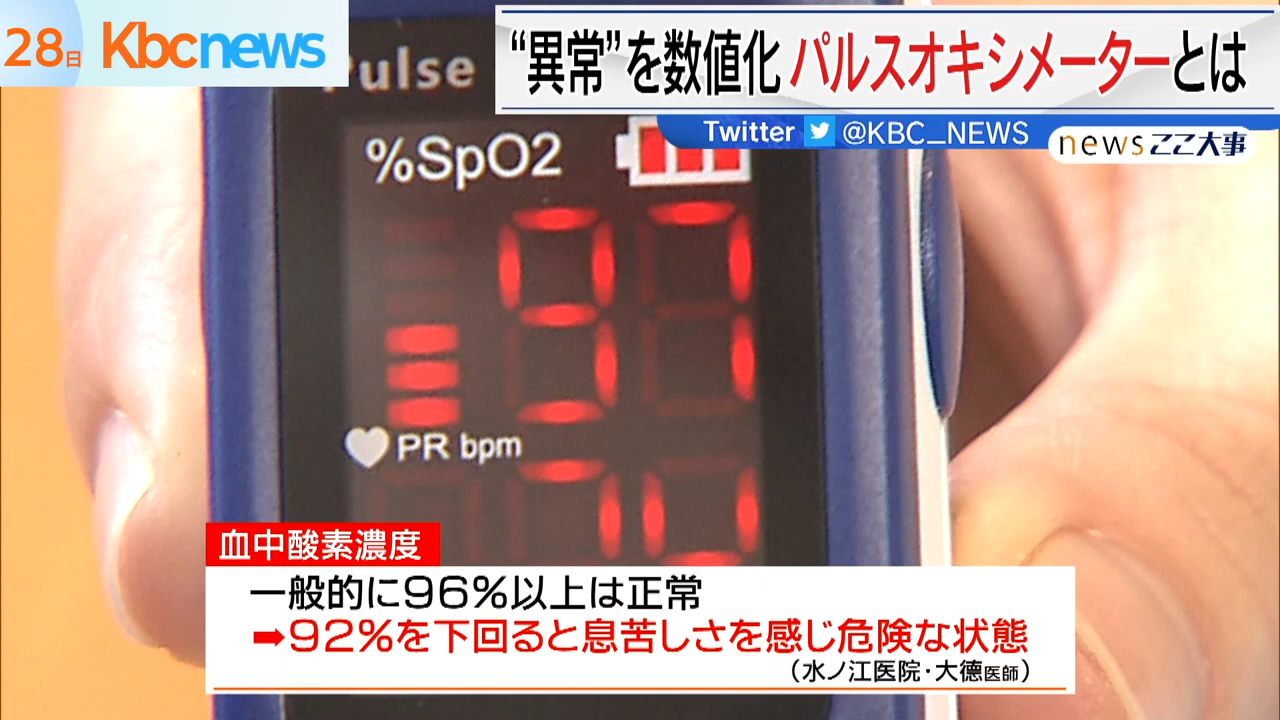 28日 Kbcnews
“異常”を数値化 パルスオキシメーターとは
Twitter @KBC_NEWS
newsここ大事
Pulse
%SpO2
97
PR bpm
血中酸素濃度
一般的に96%以上は正常
➡92%を下回ると息苦しさを感じ危険な状態
(水ノ江医院・大德医師)